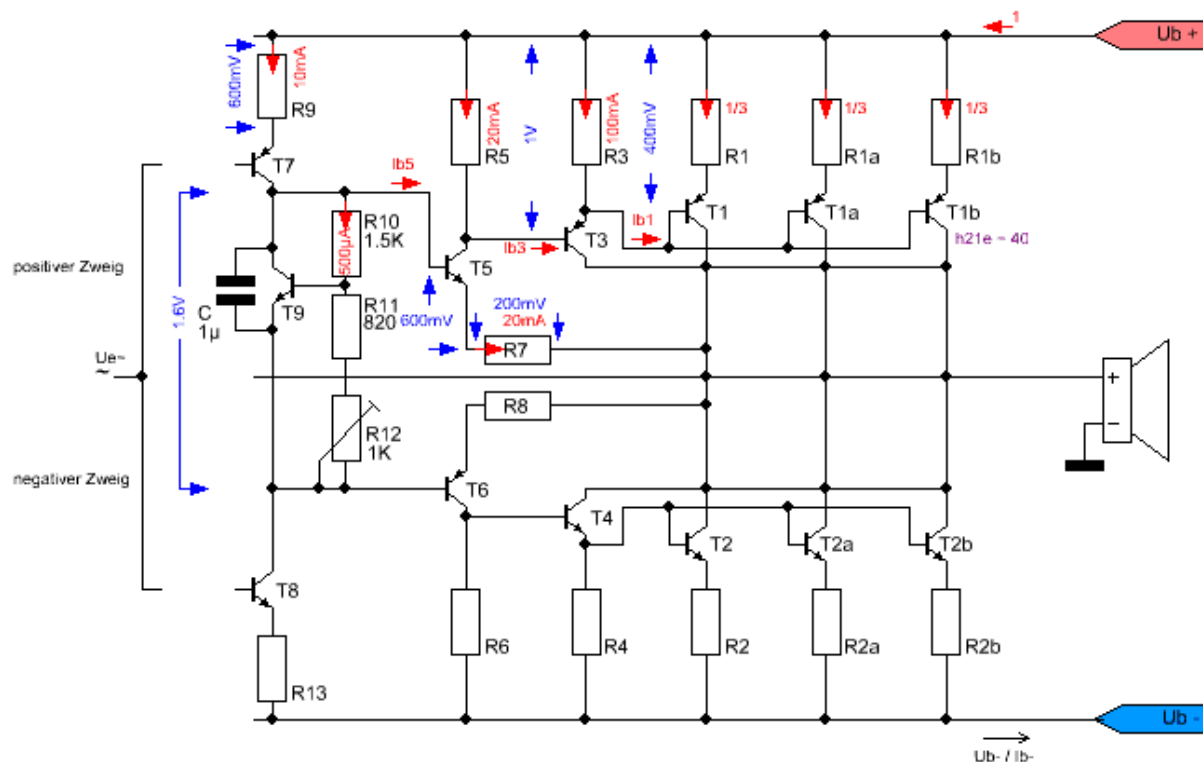 1
Ub +
600mV
10mA
R9
20mA
R5
1V
100mA
R3
400mV
1/3
R1
1/3
R1a
1/3
R1b
T7
Ib5
T1
T1a
T1b
Ib1
h21e ~ 40
R10
1.5K
500µA
Ib3
T3
T5
positiver Zweig
1.6V
C
1µ
T9
R11
820
600mV
200mV
20mA
R7
Ue~
~
+
-
R8
R12
1K
negativer Zweig
T6
T4
T2
T2a
T2b
T8
R6
R4
R2
R2a
R2b
R13
Ub -
Ub- / Ib-